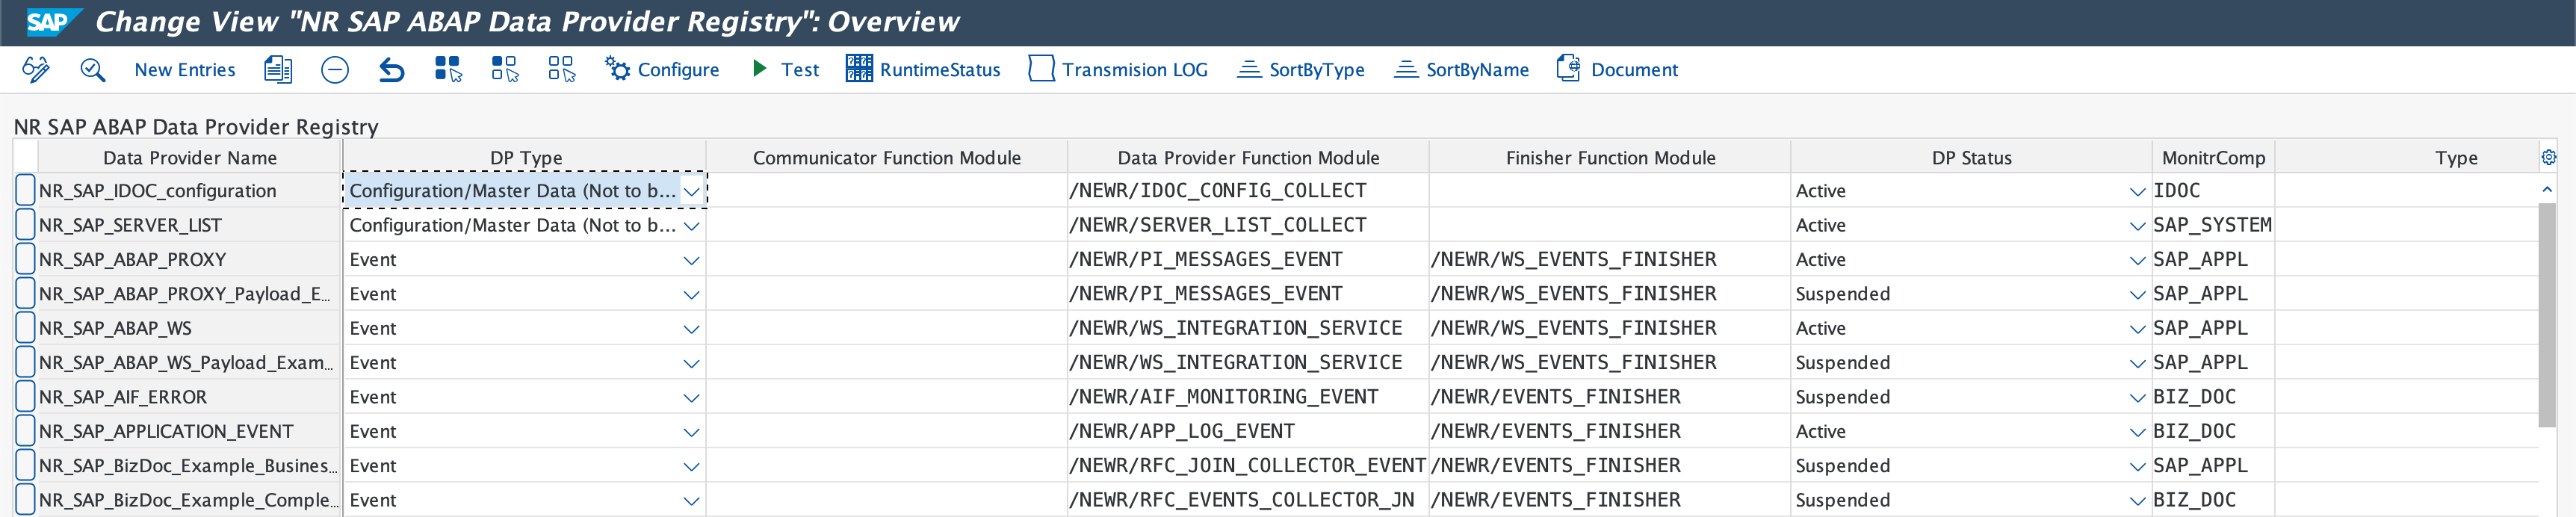 SAP Change View "NR SAP ABAP Data Provider Registry": Overview
New Entries Configure Test RuntimeStatus Transmision LOG SortByType SortByName Document
NR SAP ABAP Data Provider Registry
Data Provider Name DP Type Communicator Function Module Data Provider Function Module Finisher Function Module DP Status MonitrComp Type
NR_SAP_IDOC_configuration Configuration/Master Data (Not to b... /NEWR/IDOC_CONFIG_COLLECT Active IDOC
NR_SAP_SERVER_LIST Configuration/Master Data (Not to b... /NEWR/SERVER_LIST_COLLECT Active SAP_SYSTEM
NR_SAP_ABAP_PROXY Event /NEWR/PI_MESSAGES_EVENT /NEWR/WS_EVENTS_FINISHER Active SAP_APPL
NR_SAP_ABAP_PROXY_Payload_E... Event /NEWR/PI_MESSAGES_EVENT /NEWR/WS_EVENTS_FINISHER Suspended SAP_APPL
NR_SAP_ABAP_WS Event /NEWR/WS_INTEGRATION_SERVICE /NEWR/WS_EVENTS_FINISHER Active SAP_APPL
NR_SAP_ABAP_WS_Payload_Exam... Event /NEWR/WS_INTEGRATION_SERVICE /NEWR/WS_EVENTS_FINISHER Suspended SAP_APPL
NR_SAP_AIF_ERROR Event /NEWR/AIF_MONITORING_EVENT /NEWR/EVENTS_FINISHER Suspended BIZ_DOC
NR_SAP_APPLICATION_EVENT Event /NEWR/APP_LOG_EVENT /NEWR/EVENTS_FINISHER Active BIZ_DOC
NR_SAP_BizDoc_Example_Busines... Event /NEWR/RFC_JOIN_COLLECTOR_EVENT /NEWR/EVENTS_FINISHER Suspended SAP_APPL
NR_SAP_BizDoc_Example_Comple... Event /NEWR/RFC_EVENTS_COLLECTOR_JN /NEWR/EVENTS_FINISHER Suspended BIZ_DOC